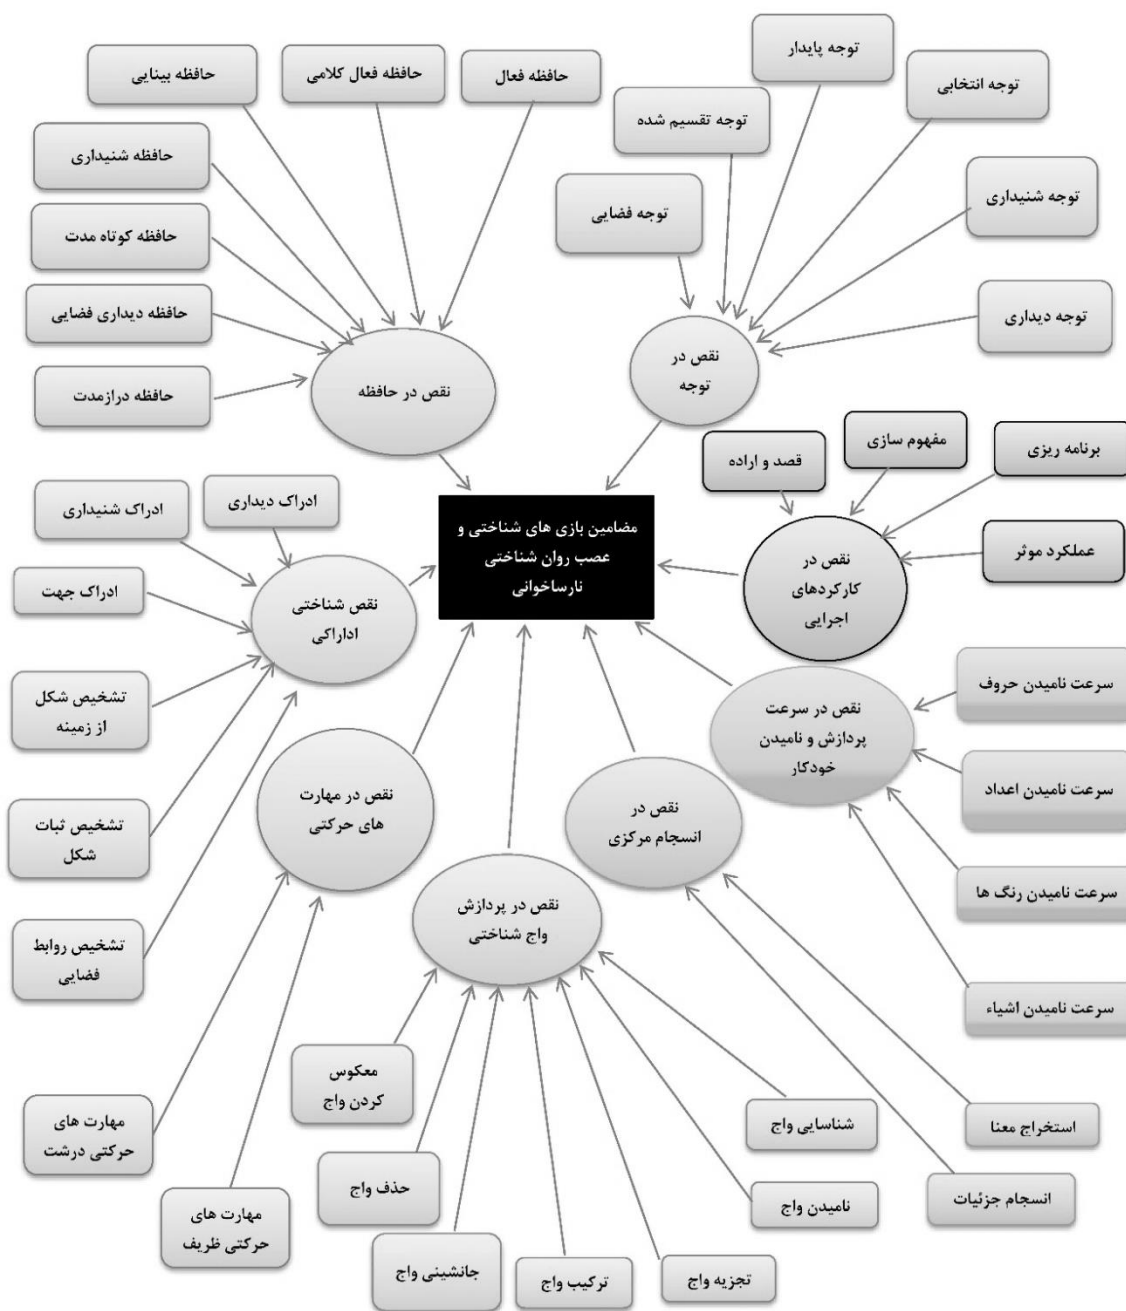 توجه پایدار
توجه انتخابی
توجه تقسیم شده
توجه شنیداری
توجه فضایی
توجه دیداری
نقص در
توجه
حافظه فعال
حافظه فعال کلامی
حافظه بینایی
حافظه شنیداری
حافظه کوتاه مدت
حافظه دیداری فضایی
حافظه درازمدت
نقص در حافظه
قصد و اراده
مفهوم سازی
برنامه ریزی
عملکرد موثر
نقص در
کارکردهای
اجرایی
مضامین بازی های شناختی و
عصب روان شناختی
نارساخوانی
ادراک دیداری
ادراک شنیداری
ادراک جهت
تشخیص شکل
از زمینه
تشخیص ثبات
شکل
تشخیص روابط
فضایی
نقص شناختی
اداراکی
سرعت نامیدن حروف
سرعت نامیدن اعداد
سرعت نامیدن رنگ ها
سرعت نامیدن اشیاء
نقص در سرعت
پردازش و نامیدن
خودکار
نقص در
انسجام مرکزی
استخراج معنا
انسجام جزئیات
نقص در مهارت
های حرکتی
مهارت های
حرکتی درشت
مهارت های
حرکتی ظریف
نقص در پردازش
واج شناختی
شناسایی واج
نامیدن واج
تجزیه واج
ترکیب واج
جانشینی واج
حذف واج
معکوس
کردن واج